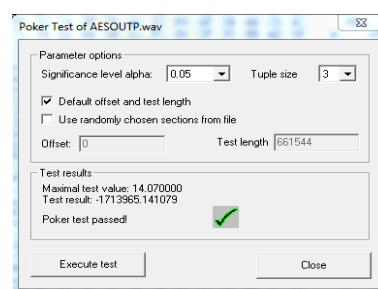 Poker Test of AESOUTP.wav
Parameter options
Significance level alpha: 0.05 Tuple size 3
Default offset and test length
Use randomly chosen sections from file
Offset: 0 Test length 661544
Test results
Maximal test value: 14.070000
Test result: -1713965.141079
Poker test passed!
Execute test Close